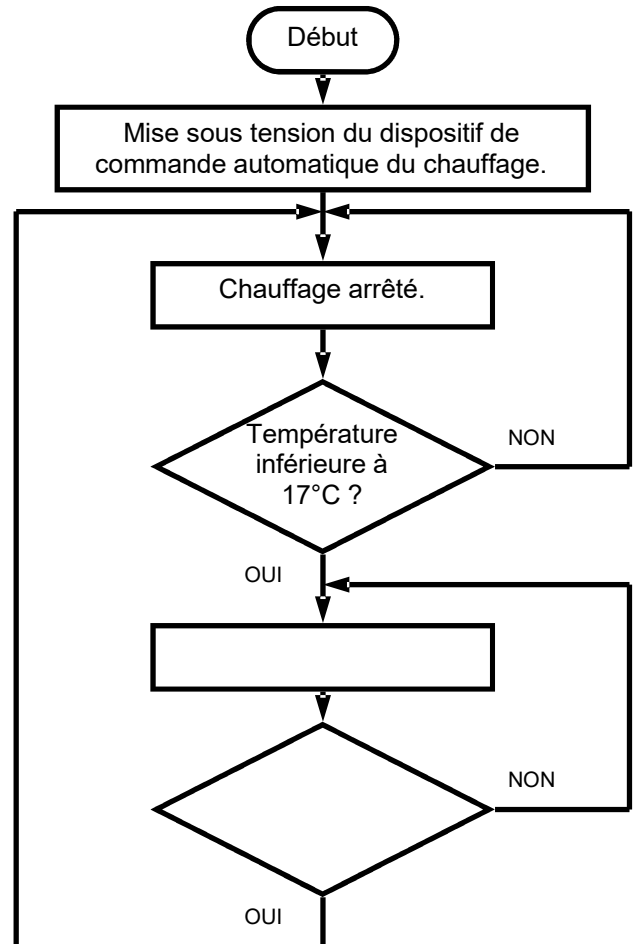 Début
Mise sous tension du dispositif de
commande automatique du chauffage.
Chauffage arrêté.
Température
inférieure à
17°C ?
NON
OUI
NON
OUI